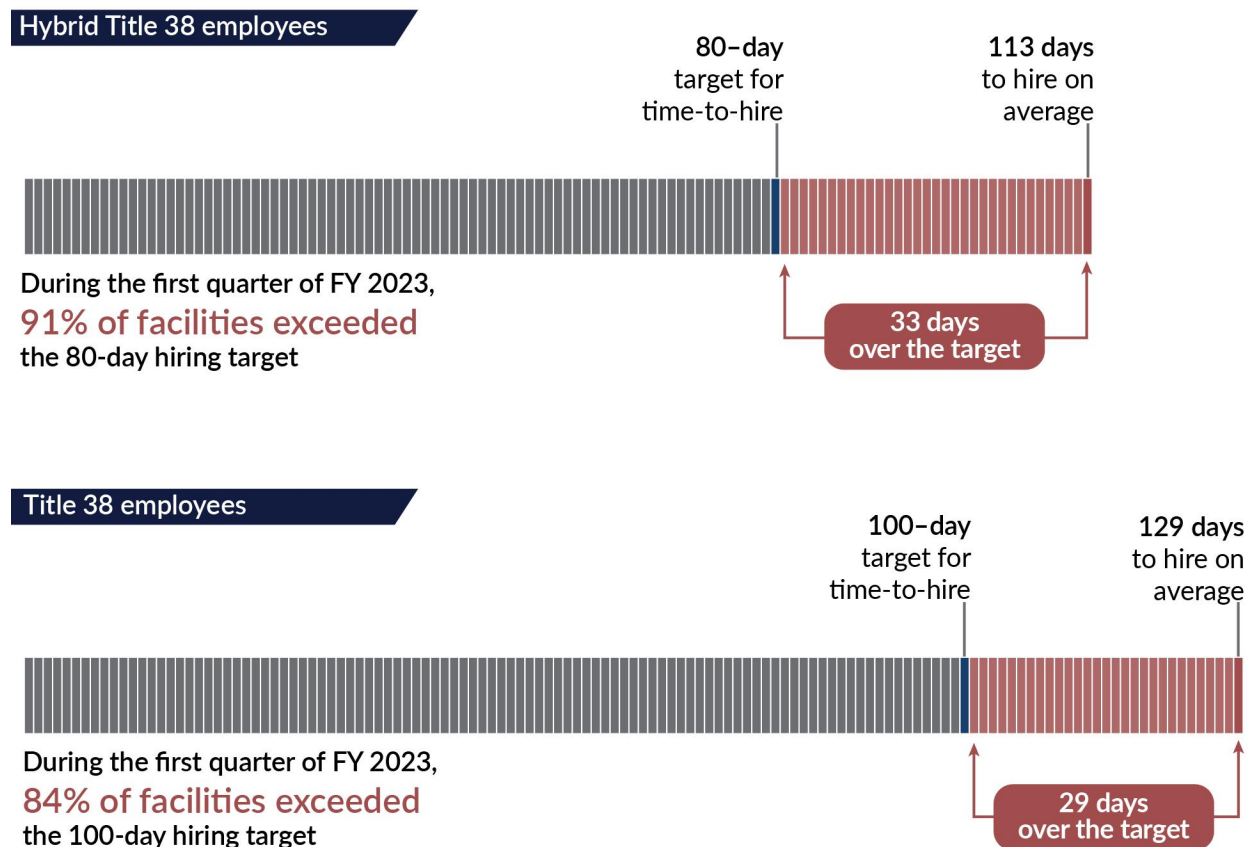 Hybrid Title 38 employees
80–day
target for
time-to-hire
113 days
to hire on
average
During the first quarter of FY 2023,
91% of facilities exceeded
the 80-day hiring target
33 days
over the target
Title 38 employees
100–day
target for
time-to-hire
129 days
to hire on
average
During the first quarter of FY 2023,
84% of facilities exceeded
the 100-day hiring target
29 days
over the target